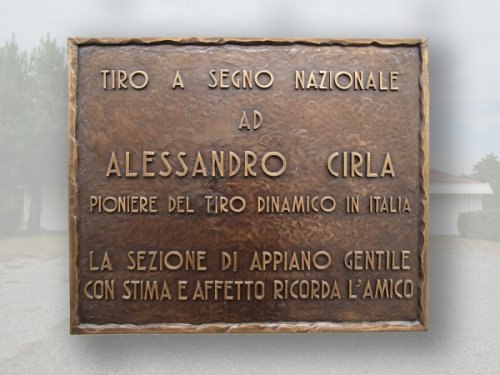 TIRO A SEGNO NAZIONALE
AD
ALESSANDRO CIRLA
PIONIERE DEL TIRO DINAMICO IN ITALIA
LA SEZIONE DI APPIANO GENTILE
CON STIMA E AFFETTO RICORDA L'AMICO